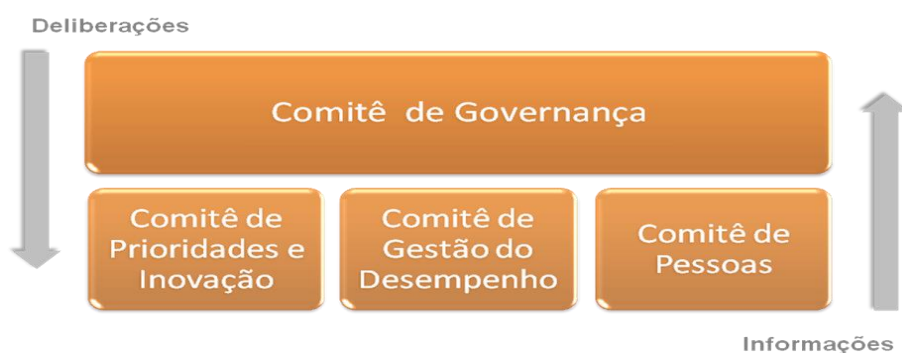 Deliberações
Comitê de Governança
Comitê de
Prioridades e
Inovação
Comitê de
Gestão do
Desempenho
Comitê de
Pessoas
Informações